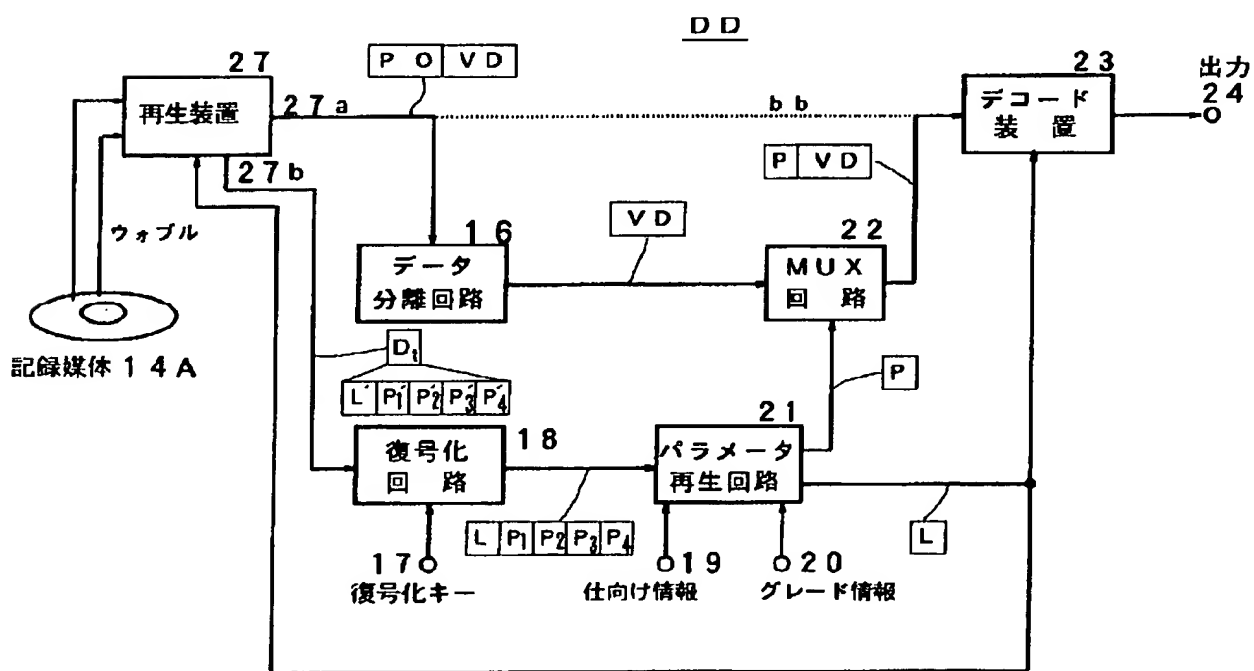 DD
PO VD
27
再生装置
27a
bb
23
デコード
装置
出力
24
27b
P VD
ウォブル
VD
16
データ
分離回路
22
MUX
回路
記録媒体14A
Dt
L' P1' P2' P3' P4'
P
18
復号化
回路
21
パラメータ
再生回路
L P1 P2 P3 P4
L
17
復号化キー
19
仕向け情報
20
グレード情報